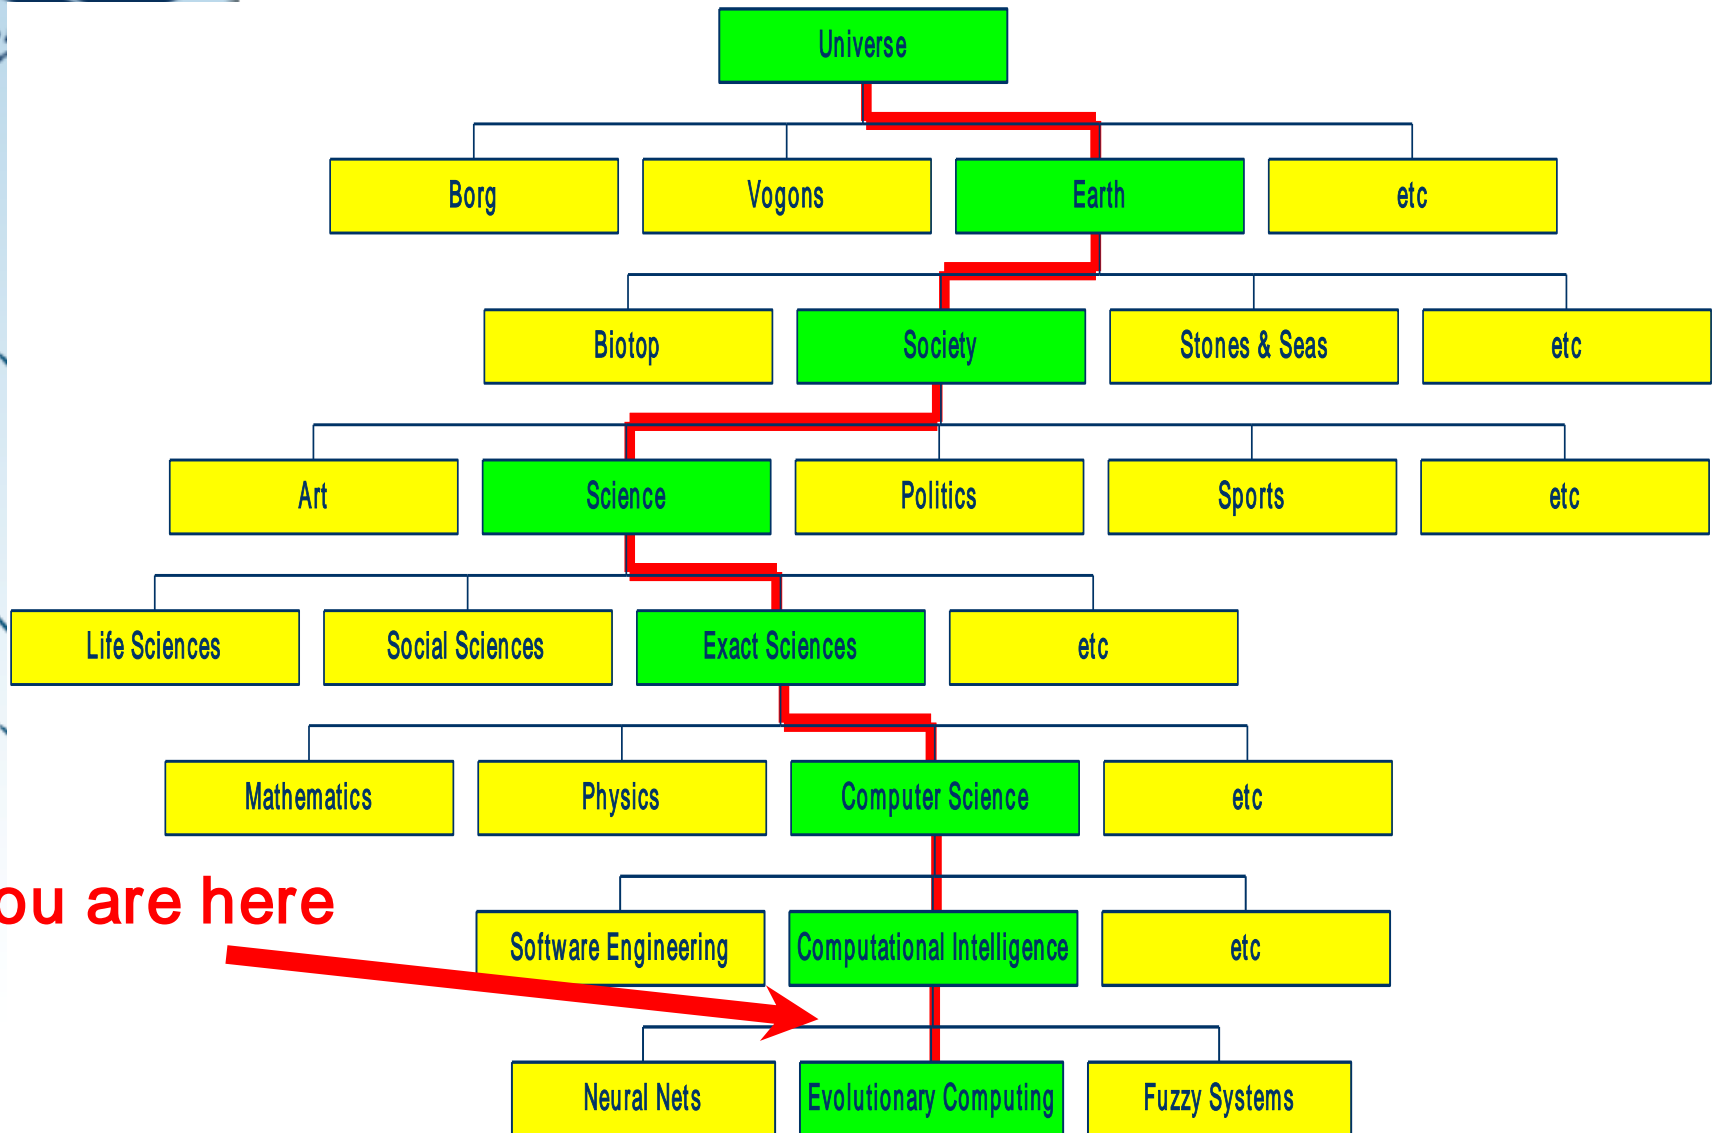 Universe
Borg
Vogons
Earth
etc
Biotop
Society
Stones & Seas
etc
Art
Science
Politics
Sports
etc
Life Sciences
Social Sciences
Exact Sciences
etc
Mathematics
Physics
Computer Science
etc
ou are here
Software Engineering
Computational Intelligence
etc
Neural Nets
Evolutionary Computing
Fuzzy Systems